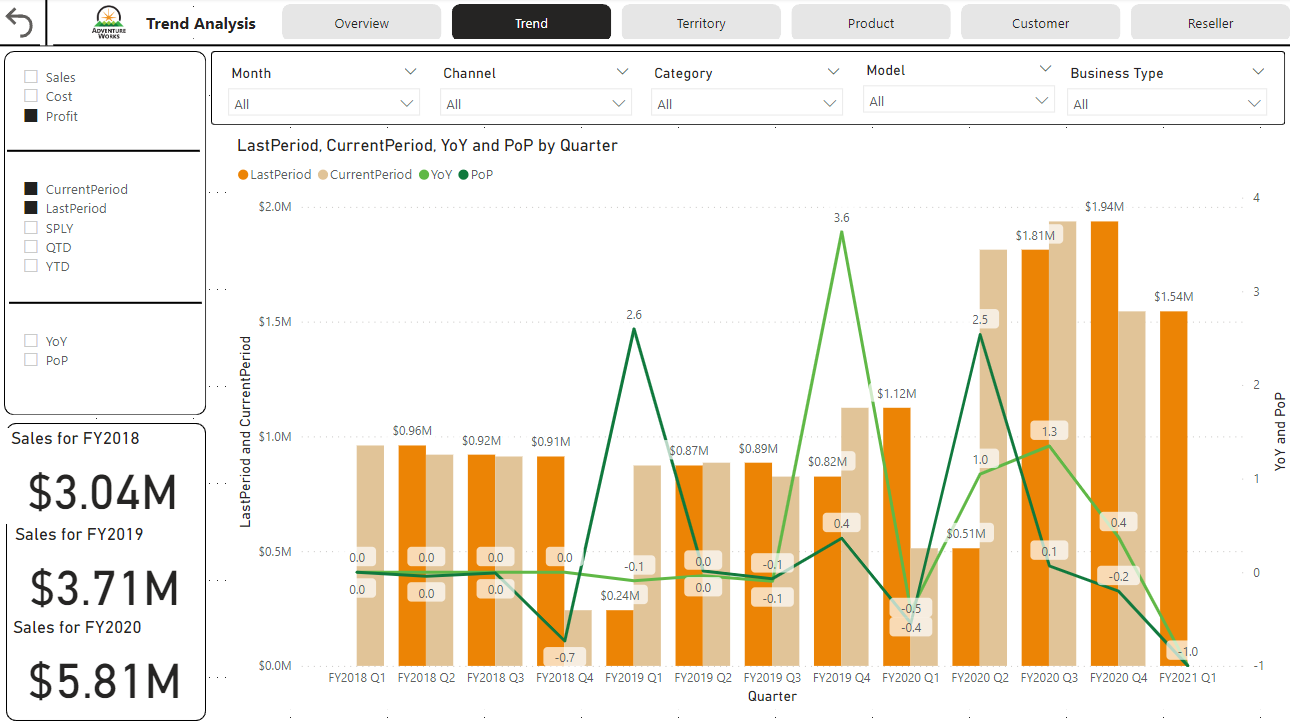 ADVENTURE
WORKS
Trend Analysis
Overview
Trend
Territory
Product
Customer
Reseller
Sales
Cost
Profit
CurrentPeriod
LastPeriod
SPLY
QTD
YTD
YoY
PoP
Sales for FY2018
$3.04M
Sales for FY2019
$3.71M
Sales for FY2020
$5.81M
Month
All
Channel
All
Category
All
Model
All
Business Type
All
LastPeriod, CurrentPeriod, YoY and PoP by Quarter
LastPeriod CurrentPeriod YoY PoP
LastPeriod and CurrentPeriod
$2.0M
$1.5M
$1.0M
$0.5M
$0.0M
$0.96M
$0.92M
$0.91M
$0.24M
$0.87M
$0.89M
$0.82M
$1.12M
$0.51M
$1.81M
$1.94M
$1.54M
0.0
0.0
0.0
0.0
0.0
0.0
0.0
-0.7
2.6
-0.1
0.0
0.0
-0.1
-0.1
3.6
0.4
-0.5
-0.4
2.5
1.0
1.3
0.1
0.4
-0.2
-1.0
4
3
2
1
0
-1
YoY and PoP
FY2018 Q1 FY2018 Q2 FY2018 Q3 FY2018 Q4 FY2019 Q1 FY2019 Q2 FY2019 Q3 FY2019 Q4 FY2020 Q1 FY2020 Q2 FY2020 Q3 FY2020 Q4 FY2021 Q1
Quarter